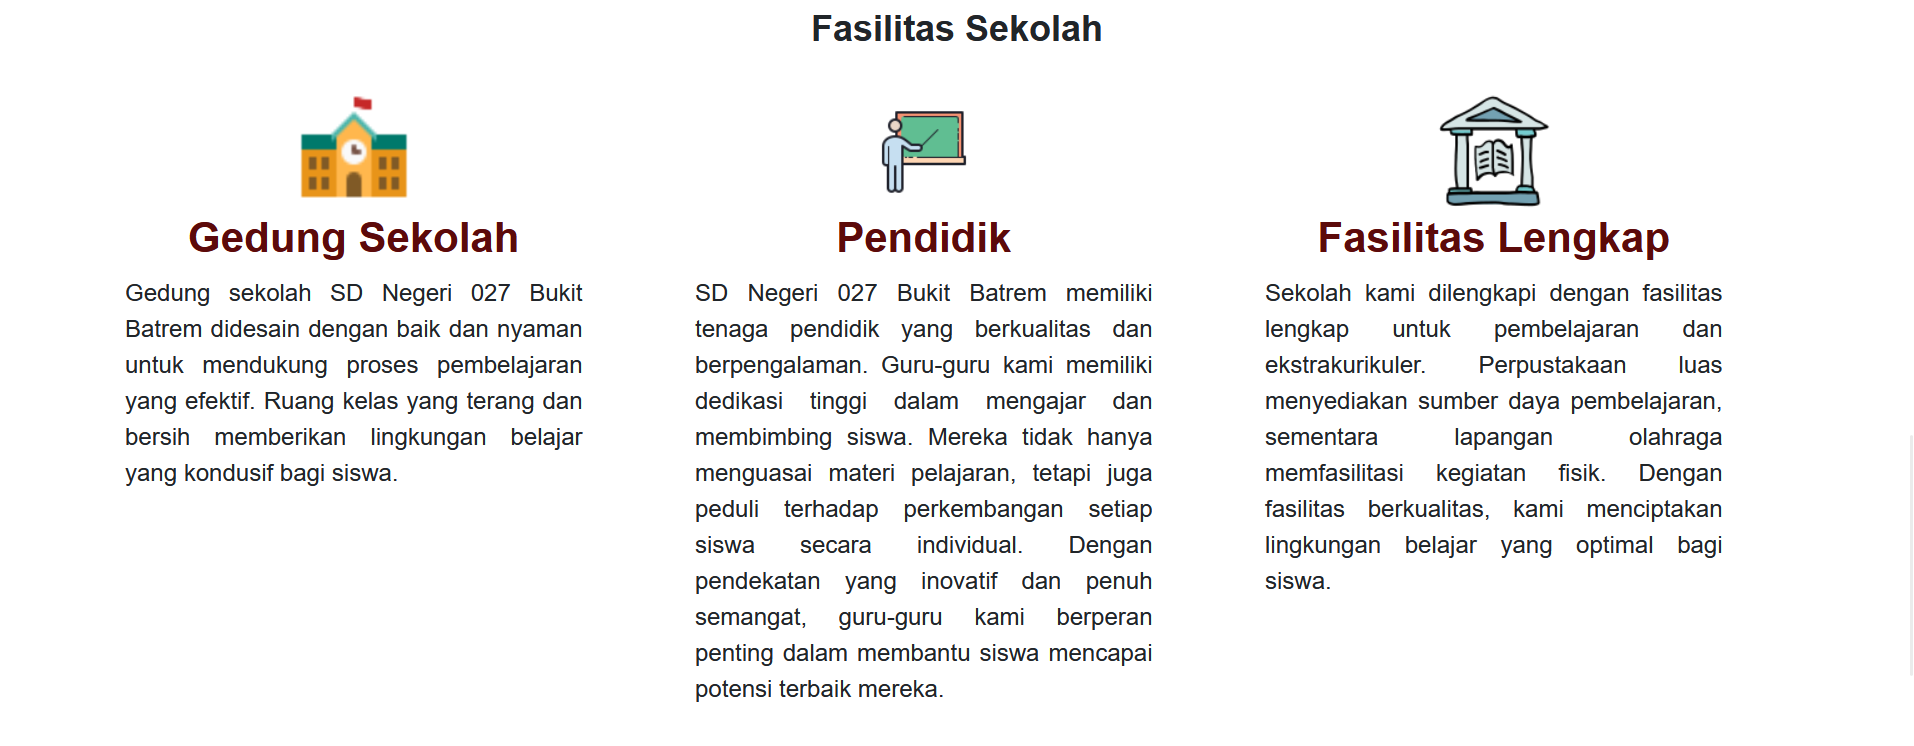 Fasilitas Sekolah
Gedung Sekolah
Gedung sekolah SD Negeri 027 Bukit
Batrem didesain dengan baik dan nyaman
untuk mendukung proses pembelajaran
yang efektif. Ruang kelas yang terang dan
bersih memberikan lingkungan belajar
yang kondusif bagi siswa.
Pendidik
SD Negeri 027 Bukit Batrem memiliki
tenaga pendidik yang berkualitas dan
berpengalaman. Guru-guru kami memiliki
dedikasi tinggi dalam mengajar dan
membimbing siswa. Mereka tidak hanya
menguasai materi pelajaran, tetapi juga
peduli terhadap perkembangan setiap
siswa secara individual. Dengan
pendekatan yang inovatif dan penuh
semangat, guru-guru kami berperan
penting dalam membantu siswa mencapai
potensi terbaik mereka.
Fasilitas Lengkap
Sekolah kami dilengkapi dengan fasilitas
lengkap untuk pembelajaran dan
ekstrakurikuler. Perpustakaan luas
menyediakan sumber daya pembelajaran,
sementara lapangan olahraga
memfasilitasi kegiatan fisik. Dengan
fasilitas berkualitas, kami menciptakan
lingkungan belajar yang optimal bagi
siswa.